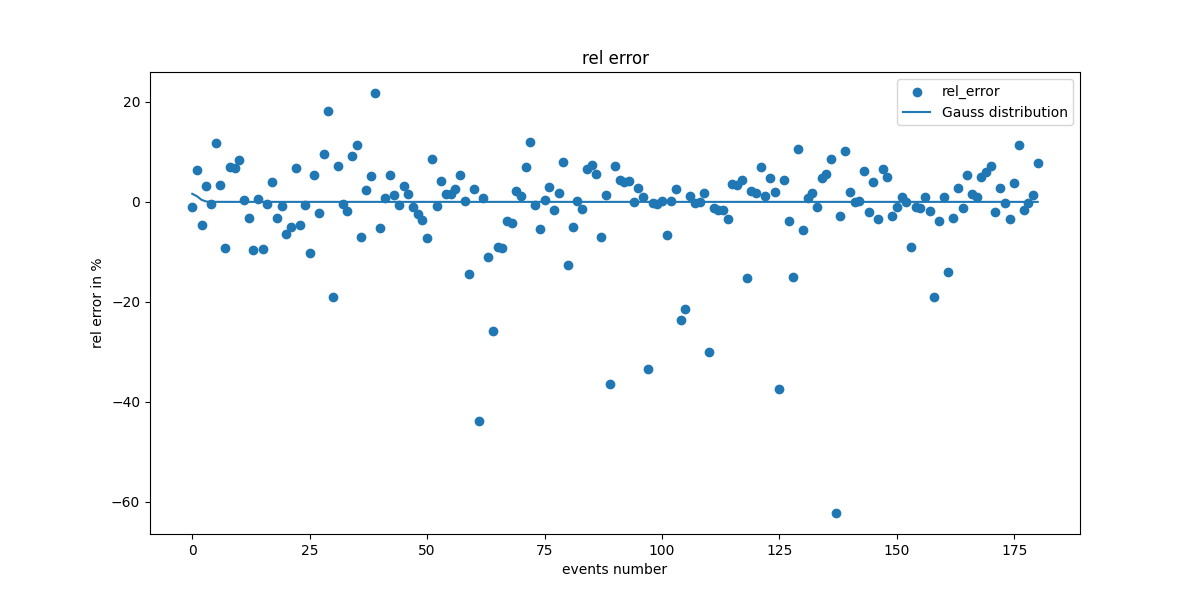 rel error
rel_error
Gauss distribution
rel error in %
20
0
−20
−40
−60
0
25
50
75
100
125
150
175
events number